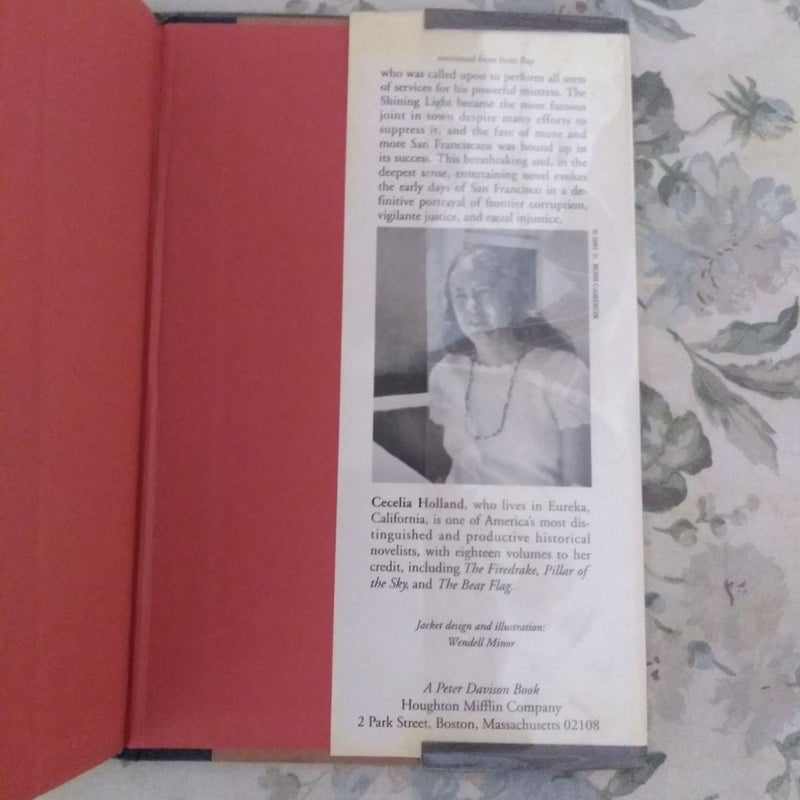 continued from front flap
who was called upon to perform all sorts
of services for his powerful mistress. The
Shining Light became the most famous
joint in town despite many efforts to
suppress it, and the fate of more and
more San Franciscans was bound up in
its success. This breathtaking and, in the
deepest sense, entertaining novel evokes
the early days of San Francisco in a de-
finitive portrayal of frontier corruption,
vigilante justice, and racial injustice.
Cecelia Holland, who lives in Eureka,
California, is one of America's most dis-
tinguished and productive historical
novelists, with eighteen volumes to her
credit, including The Firedrake, Pillar of
the Sky, and The Bear Flag.
Jacket design and illustration:
Wendell Minor
A Peter Davison Book
Houghton Mifflin Company
2 Park Street, Boston, Massachusetts 02108